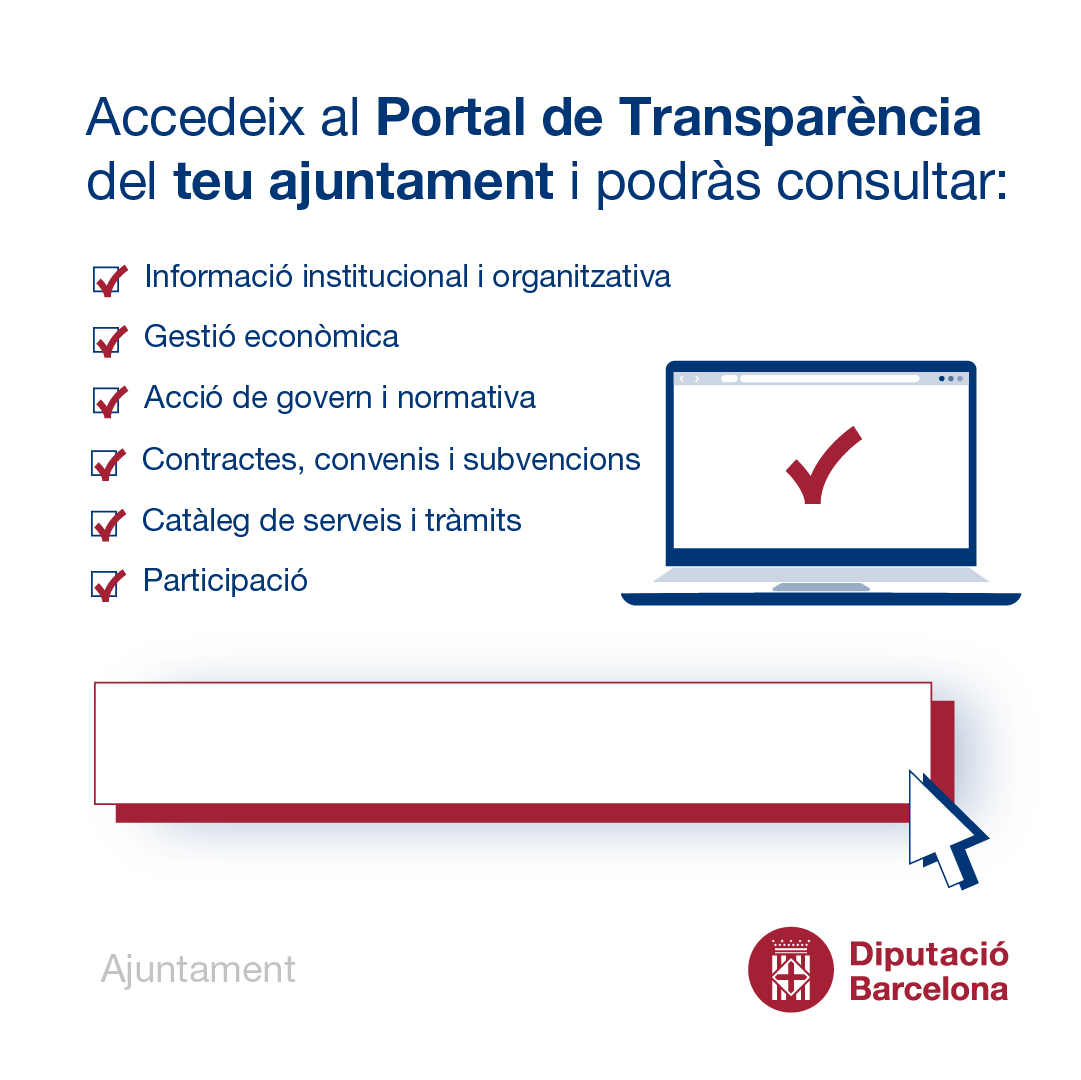 Accedeix al Portal de Transparència
del teu ajuntament i podràs consultar:
Informació institucional i organitzativa
Gestió econòmica
Acció de govern i normativa
Contractes, convenis i subvencions
Catàleg de serveis i tràmits
Participació
Ajuntament
Diputació
Barcelona